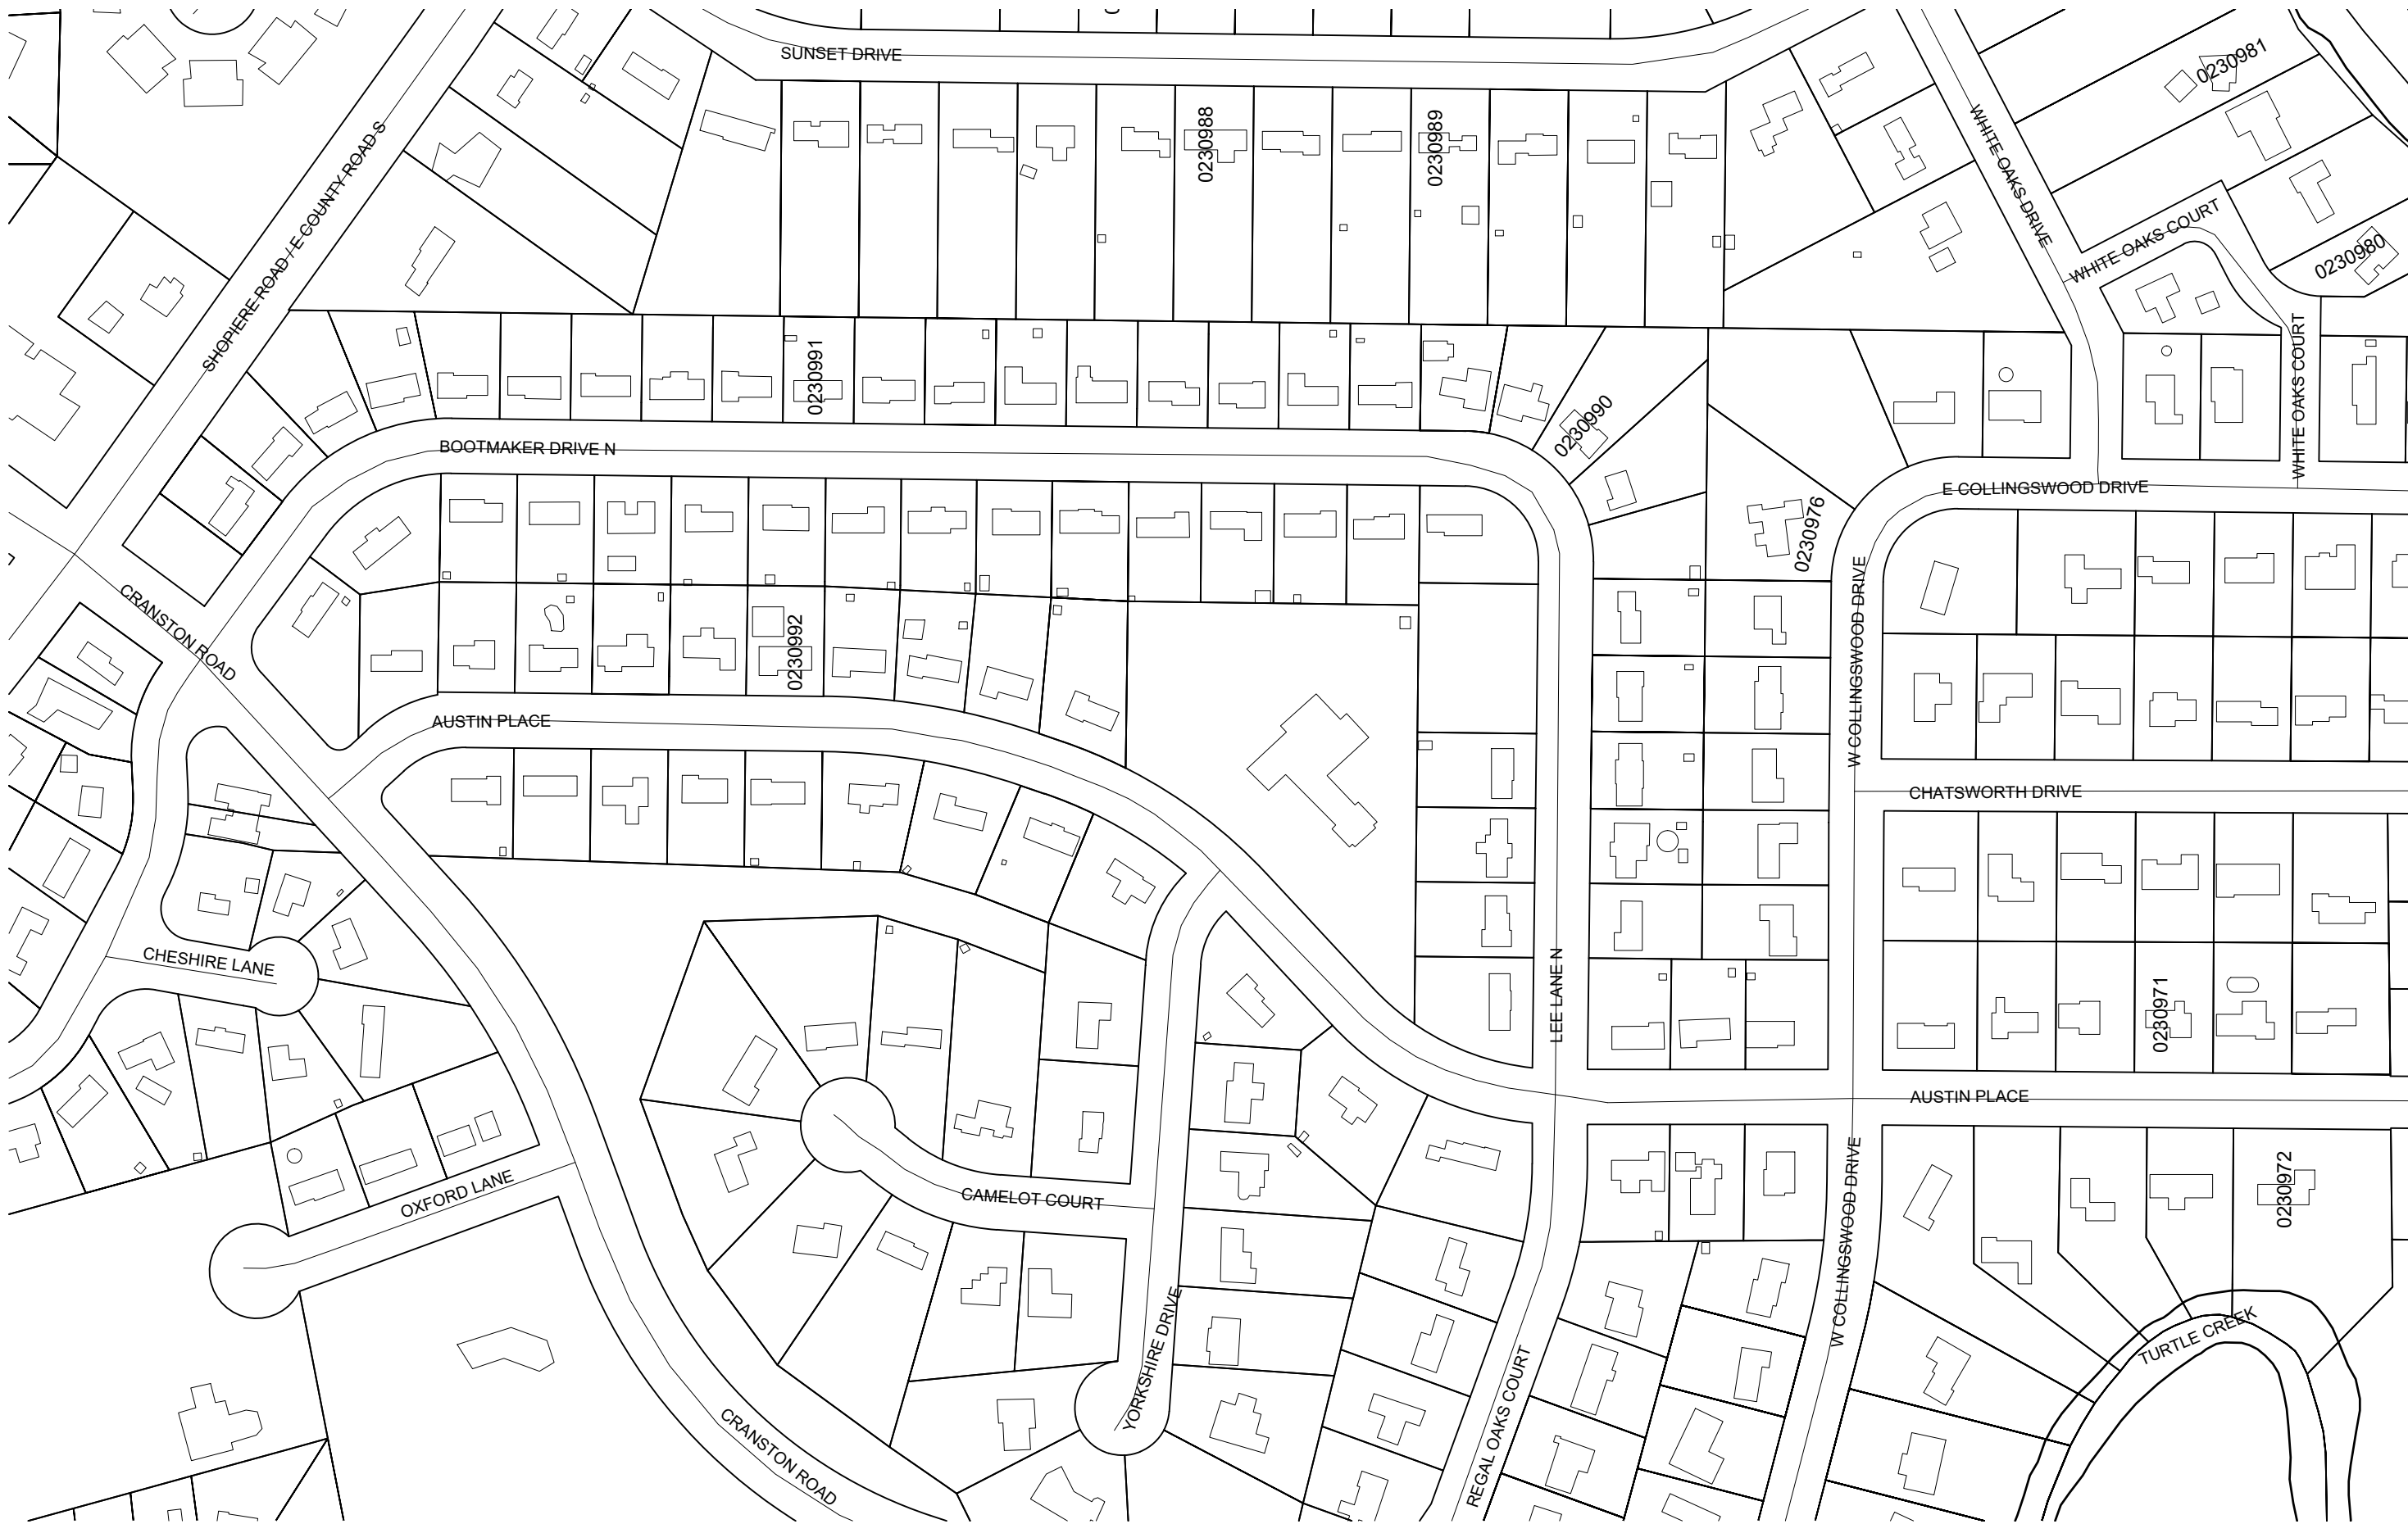 SUNSET DRIVE
0230981
0230988
0230989
WHITE OAKS DRIVE
SHOPIERE ROAD / E COUNTY ROAD S
WHITE OAKS COURT
0230980
0230991
WHITE OAKS COURT
0230990
BOOTMAKER DRIVE N
E COLLINGSWOOD DRIVE
0230976
CRANSTON ROAD
0230992
W COLLINGSWOOD DRIVE
AUSTIN PLACE
CHATSWORTH DRIVE
CHESHIRE LANE
LEE LANE N
0230971
AUSTIN PLACE
OXFORD LANE
CAMELOT COURT
W COLLINGSWOOD DRIVE
0230972
YORKSHIRE DRIVE
TURTLE CREEK
REGAL OAKS COURT
CRANSTON ROAD